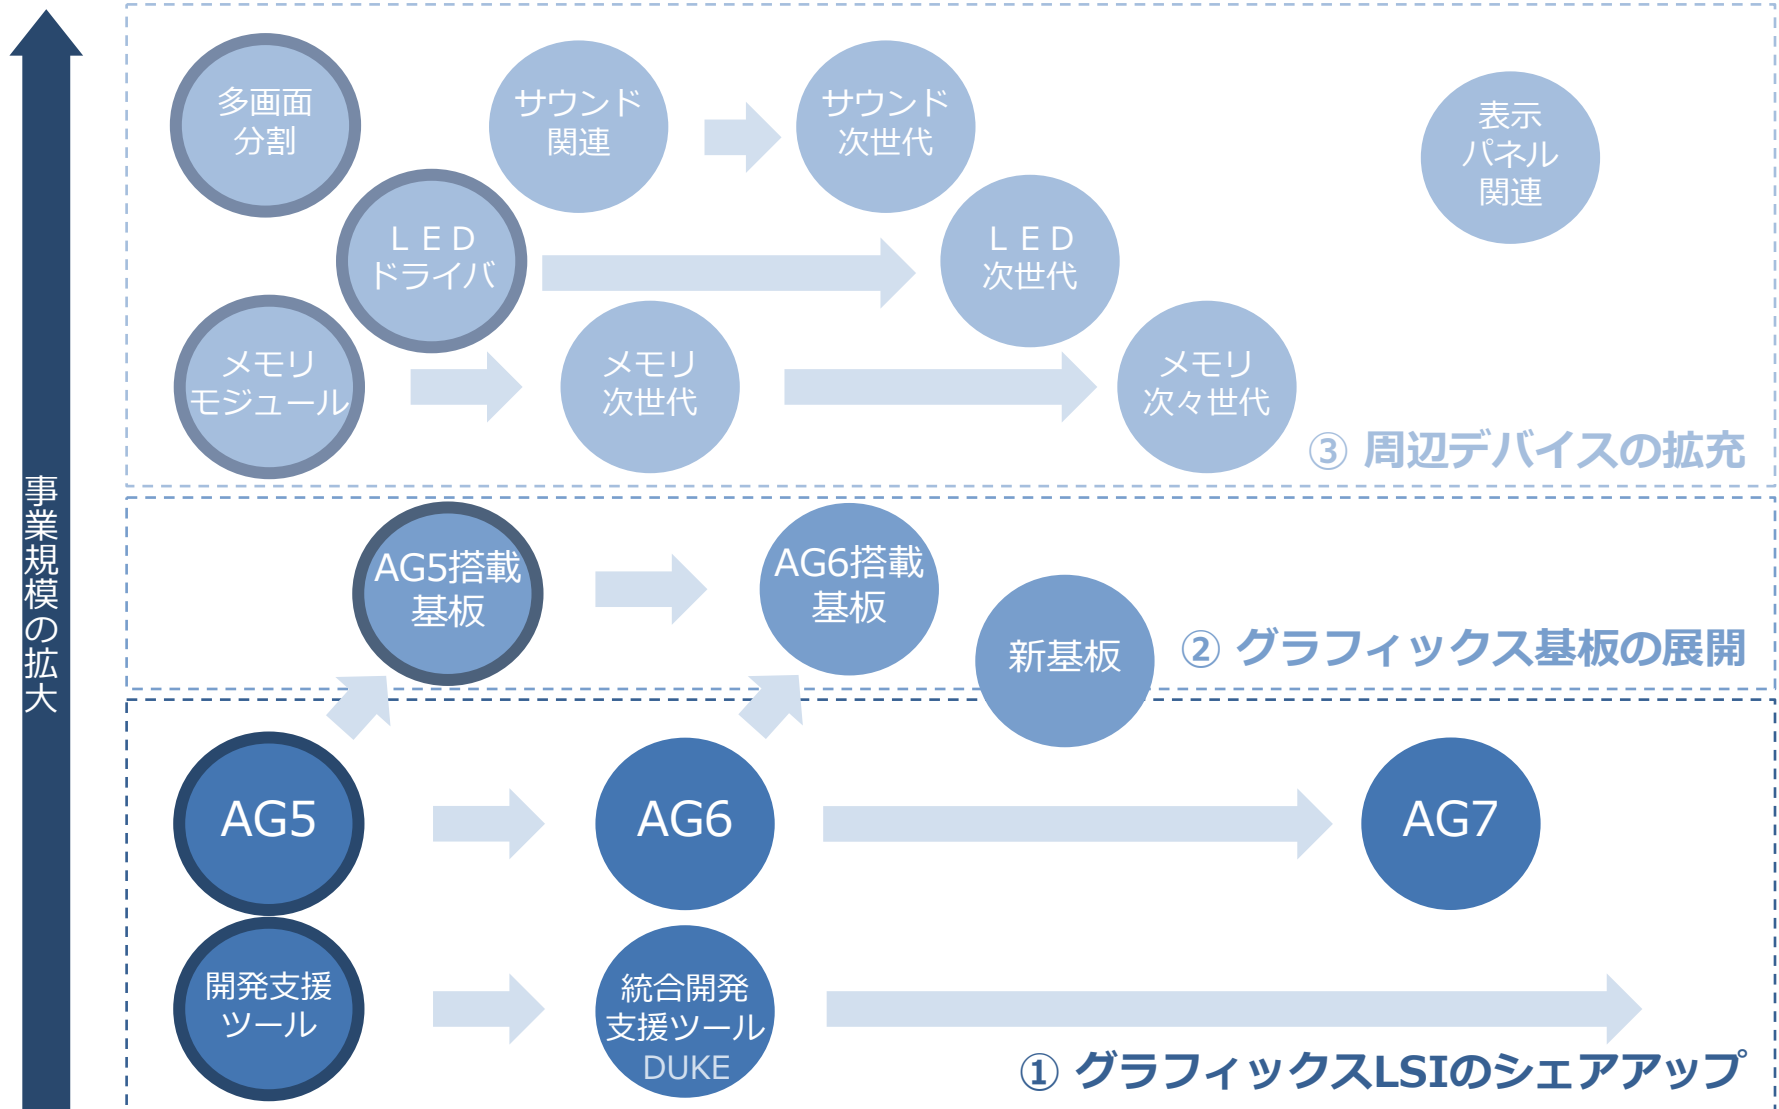 多画面
分割
サウンド
関連
サウンド
次世代
表示
パネル
関連
ＬＥＤ
ドライバ
ＬＥＤ
次世代
メモリ
モジュール
メモリ
次世代
メモリ
次々世代
③ 周辺デバイスの拡充
事業規模の拡大
AG5搭載
基板
AG6搭載
基板
新基板
② グラフィックス基板の展開
AG5
AG6
AG7
開発支援
ツール
統合開発
支援ツール
DUKE
① グラフィックスLSIのシェアアップ